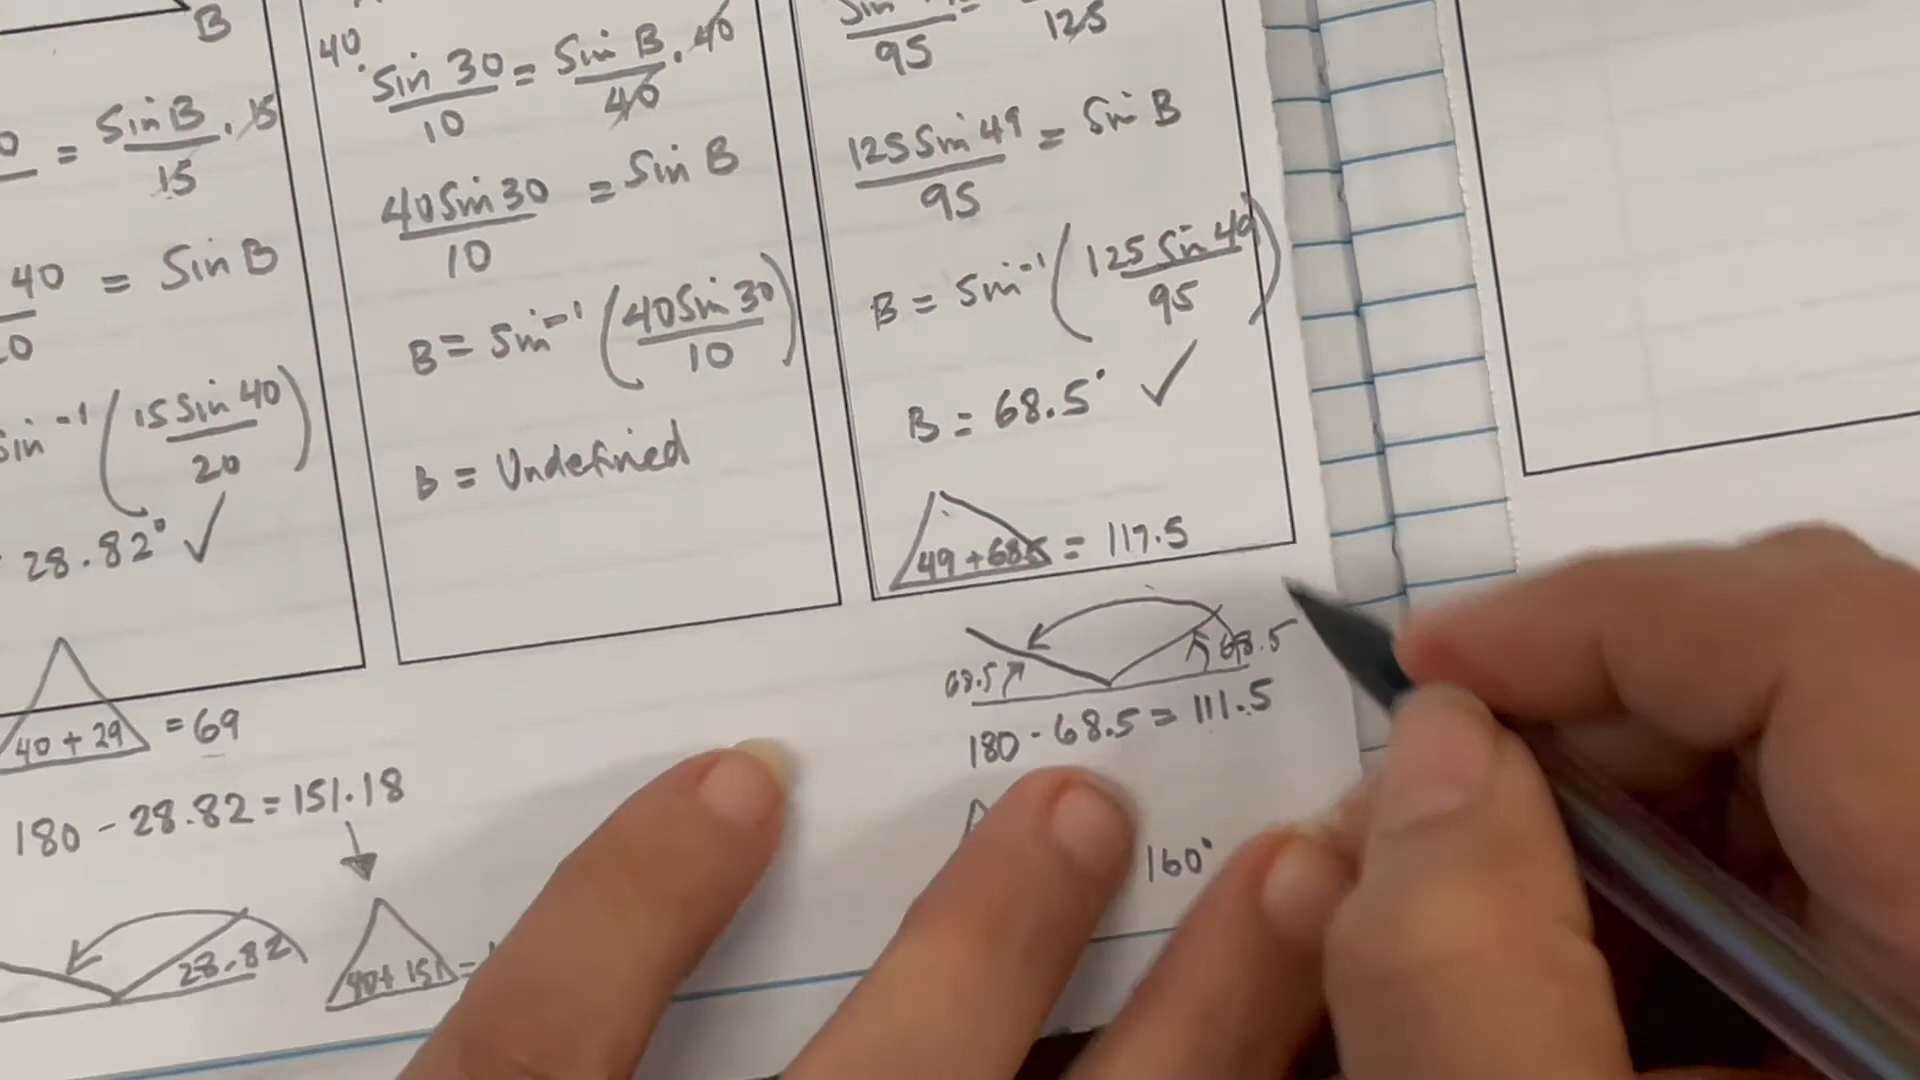 B
0 = Sin B . 15
15
40 = Sin B
0
Sin -1 ( 15 Sin 40 )
20
28.82° ✓
40 + 29 = 69
180 - 28.82 = 151.18
28.82
40 + 151 =
40 . Sin 30 = Sin B . 40
10 40
40 Sin 30 = Sin B
10
B = Sin -1 ( 40 Sin 30 )
10
B = Undefined
95 125
125 Sin 49 = Sin B
95
B = Sin -1 ( 125 Sin 49 )
95
B = 68.5° ✓
49 + 68.5 = 117.5
68.5 68.5
180 - 68.5 = 111.5
160°